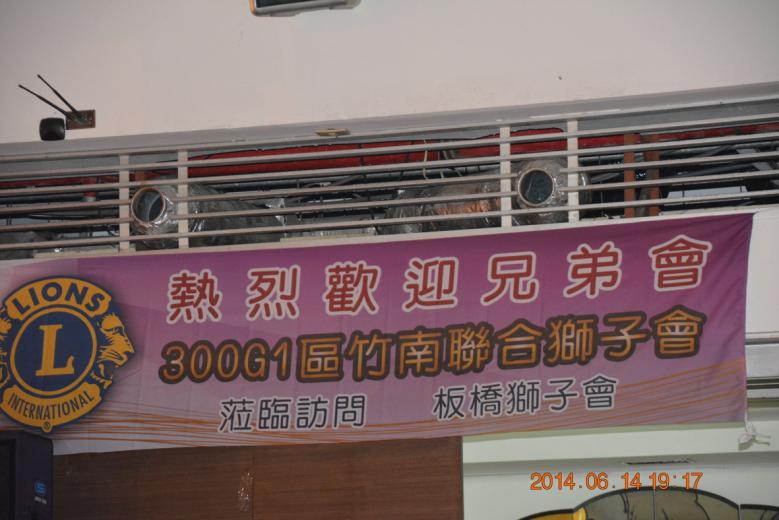 熱烈歡迎兄弟會
300G1區竹南聯合獅子會
蒞臨訪問 板橋獅子會
LIONS
L
INTERNATIONAL
®
2014.06.14 19:17